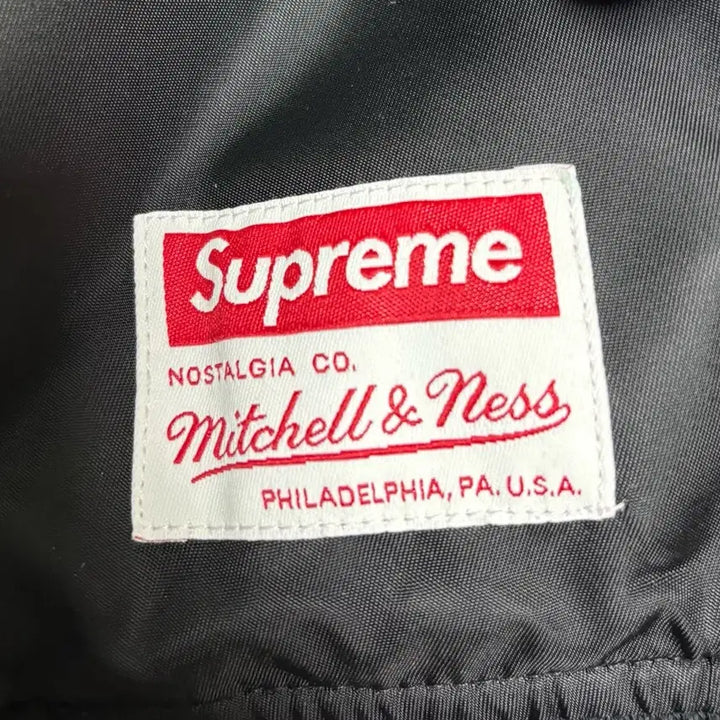 Supreme
NOSTALGIA CO.
Mitchell & Ness
PHILADELPHIA, PA. U.S.A.